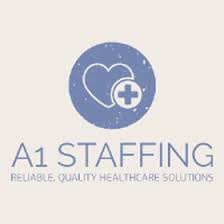 A1 STAFFING
RELIABLE, QUALITY HEALTHCARE SOLUTIONS